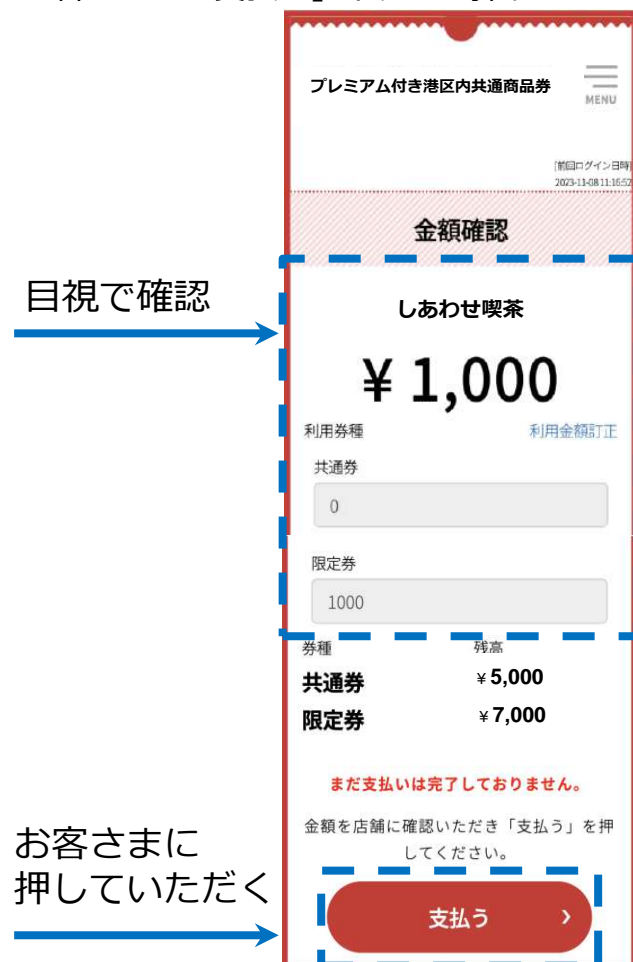 プレミアム付き港区内共通商品券
MENU
[前回ログイン日時]
2023-11-08 11:16:52
金額確認
目視で確認
しあわせ喫茶
¥ 1,000
利用券種 利用金額訂正
共通券
0
限定券
1000
券種 残高
共通券 ¥ 5,000
限定券 ¥ 7,000
まだ支払いは完了しておりません。
金額を店舗に確認いただき「支払う」を押
してください。
お客さまに
押していただく
支払う